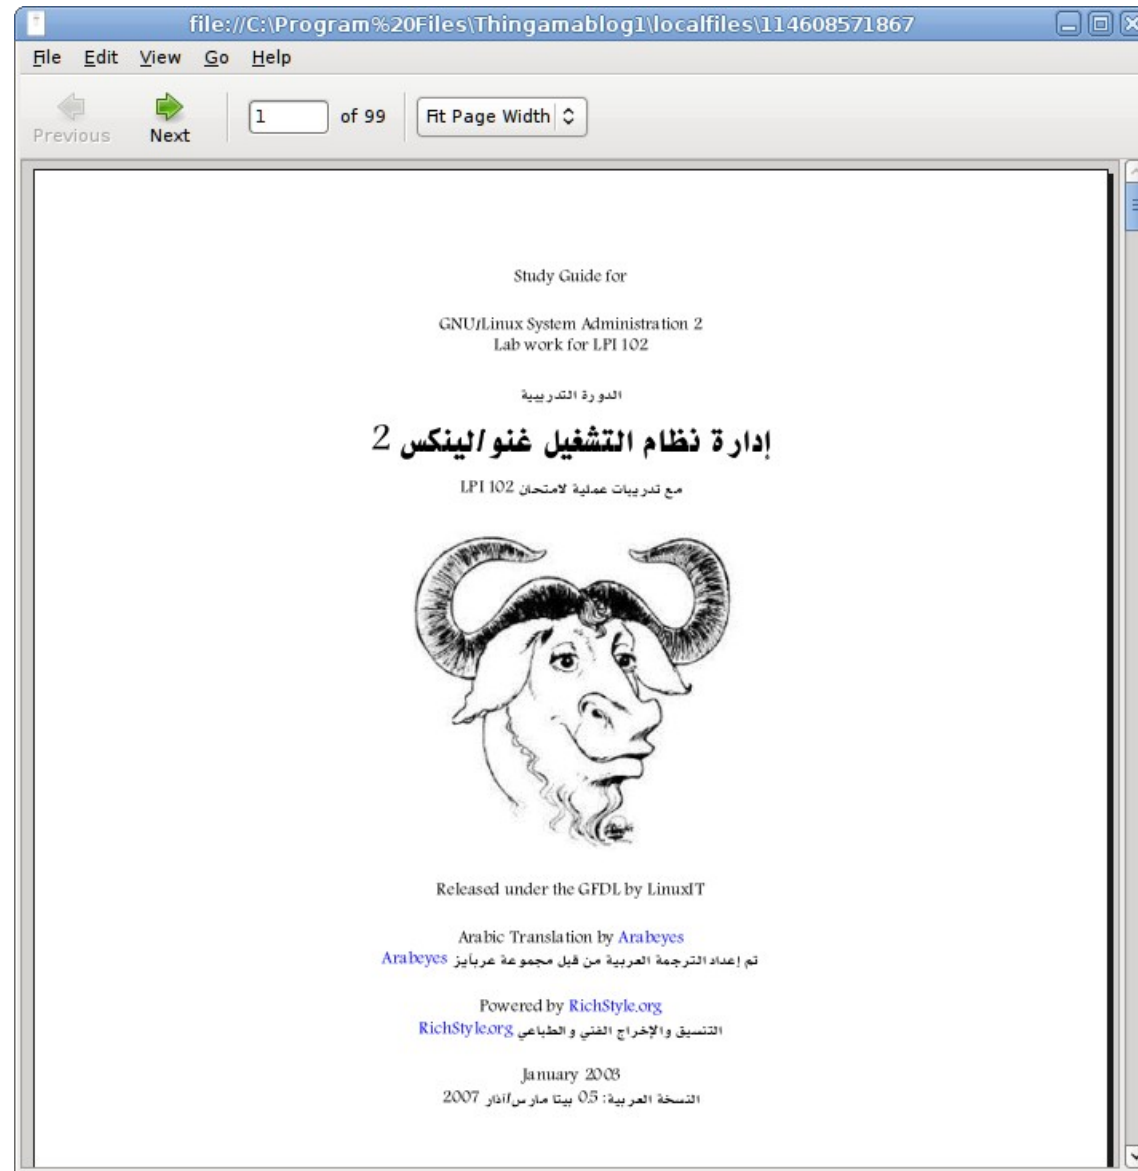 file://C:\Program%20Files\Thingamablog1\localfiles\114608571867
File Edit View Go Help
Previous Next 1 of 99 Fit Page Width
Study Guide for
GNU/Linux System Administration 2
Lab work for LPI 102
الدورة التدريبية
إدارة نظام التشغيل غنو/لينكس 2
مع تدريبات عملية لامتحان LPI 102
Released under the GFDL by LinuxIT
Arabic Translation by Arabeyes
تم إعداد الترجمة العربية من قبل مجموعة عربآيز Arabeyes
Powered by RichStyle.org
التنسيق والإخراج الفني والطباعي RichStyle.org
January 2003
النسخة العربية: 0.5 بيتا مارس/آذار 2007